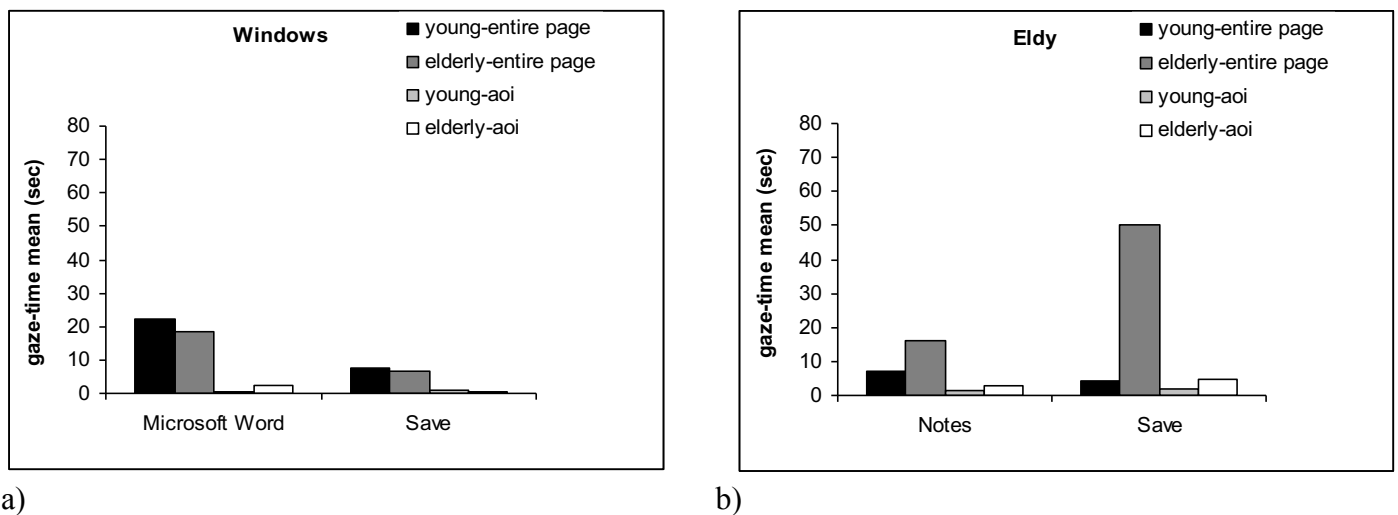 Windows
young-entire page
elderly-entire page
young-aoi
elderly-aoi
gaze-time mean (sec)
80
70
60
50
40
30
20
10
0
Microsoft Word Save
a)
Eldy
young-entire page
elderly-entire page
young-aoi
elderly-aoi
gaze-time mean (sec)
80
70
60
50
40
30
20
10
0
Notes Save
b)